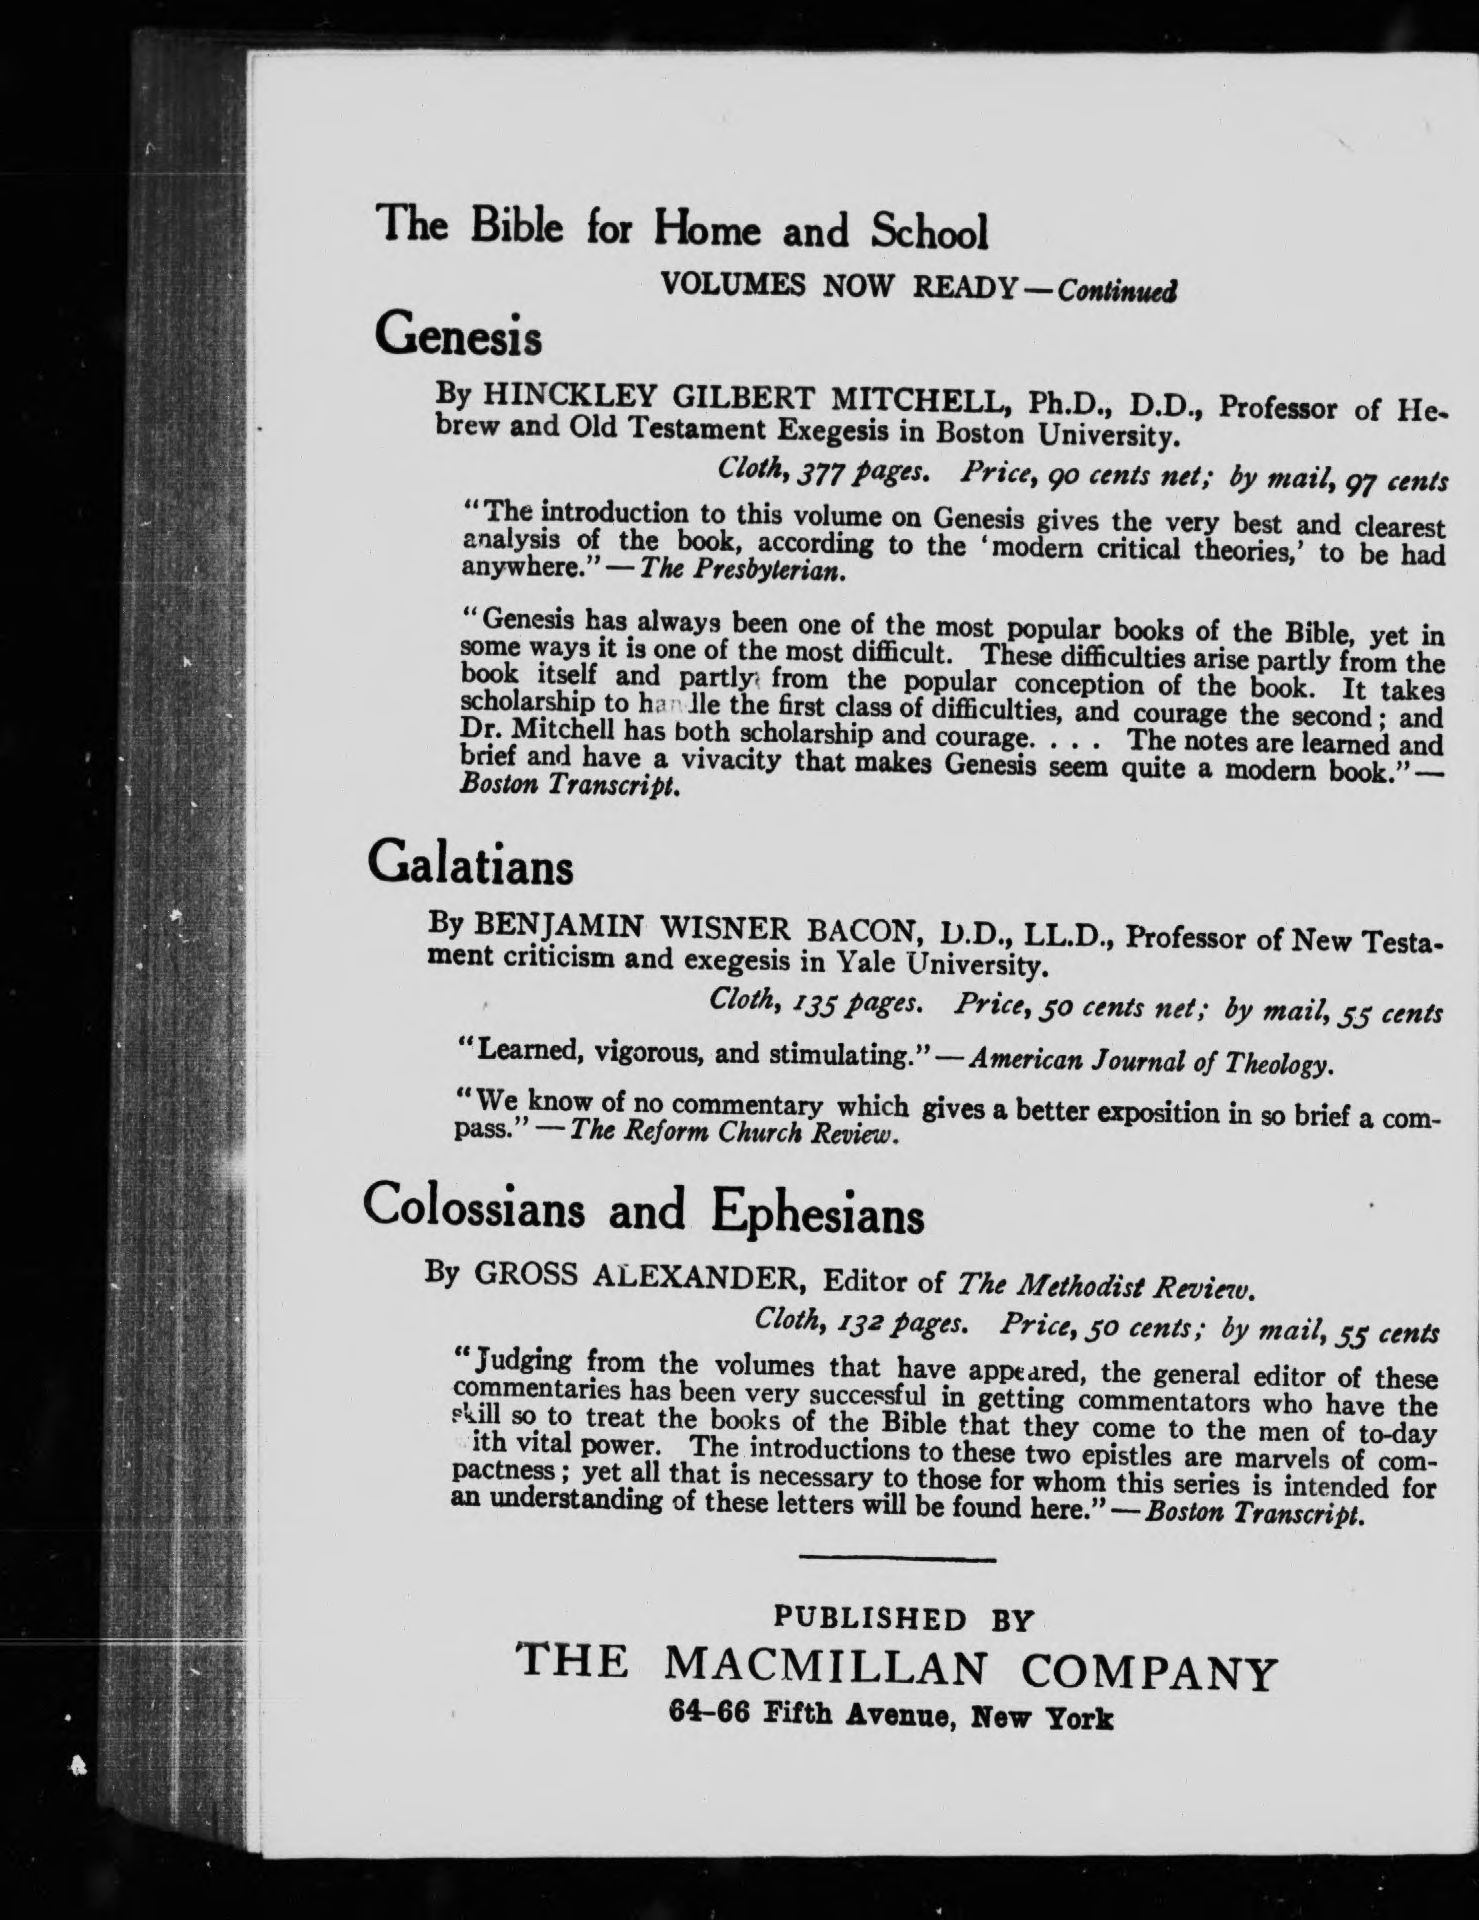 The Bible for Home and School
VOLUMES NOW READY—Continued
Genesis
By HINCKLEY GILBERT MITCHELL, Ph.D., D.D., Professor of He-
brew and Old Testament Exegesis in Boston University.
Cloth, 377 pages. Price, 90 cents net; by mail, 97 cents
"The introduction to this volume on Genesis gives the very best and clearest
analysis of the book, according to the 'modern critical theories,' to be had
anywhere."—The Presbyterian.
"Genesis has always been one of the most popular books of the Bible, yet in
some ways it is one of the most difficult. These difficulties arise partly from the
book itself and partly from the popular conception of the book. It takes
scholarship to handle the first class of difficulties, and courage the second; and
Dr. Mitchell has both scholarship and courage. . . . The notes are learned and
brief and have a vivacity that makes Genesis seem quite a modern book."—
Boston Transcript.
Galatians
By BENJAMIN WISNER BACON, D.D., LL.D., Professor of New Testa-
ment criticism and exegesis in Yale University.
Cloth, 135 pages. Price, 50 cents net; by mail, 55 cents
"Learned, vigorous, and stimulating."—American Journal of Theology.
"We know of no commentary which gives a better exposition in so brief a com-
pass."—The Reform Church Review.
Colossians and Ephesians
By GROSS ALEXANDER, Editor of The Methodist Review.
Cloth, 132 pages. Price, 50 cents; by mail, 55 cents
"Judging from the volumes that have appeared, the general editor of these
commentaries has been very successful in getting commentators who have the
skill so to treat the books of the Bible that they come to the men of to-day
ith vital power. The introductions to these two epistles are marvels of com-
pactness; yet all that is necessary to those for whom this series is intended for
an understanding of these letters will be found here."—Boston Transcript.
PUBLISHED BY
THE MACMILLAN COMPANY
64-66 Fifth Avenue, New York